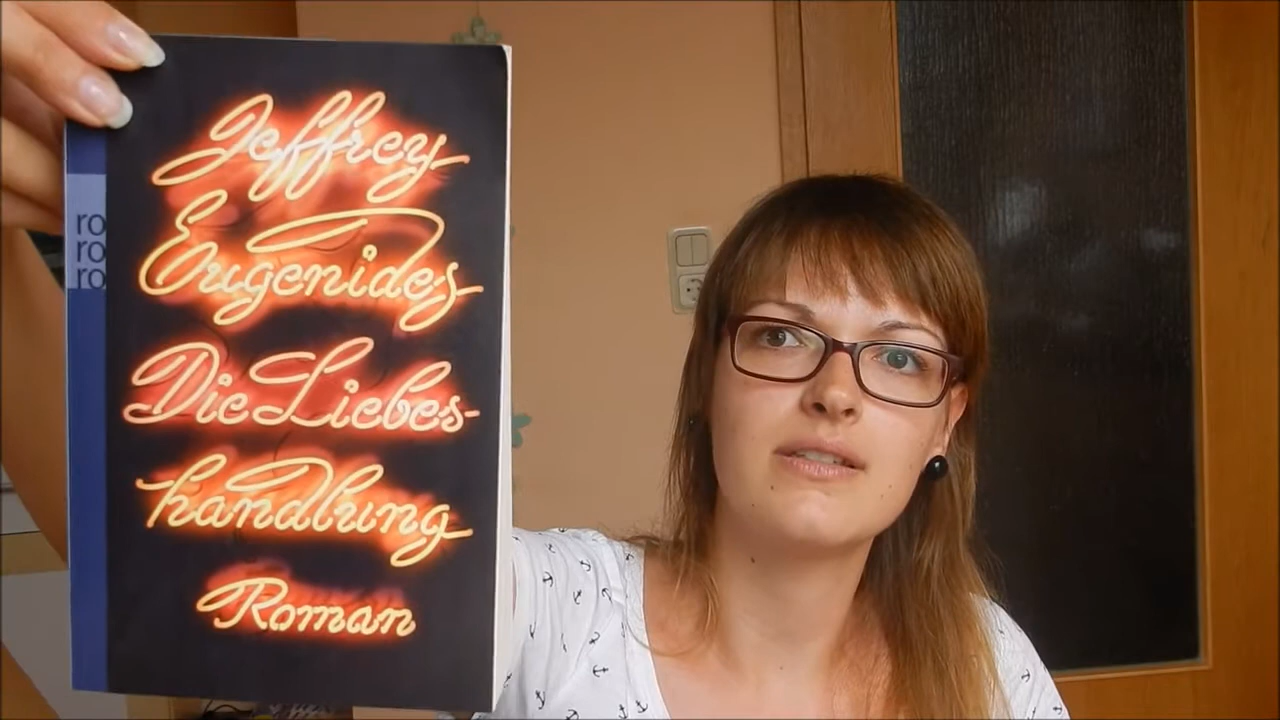 ro
ro
ro
Jeffrey
Eugenides
Die Liebes-
handlung
Roman